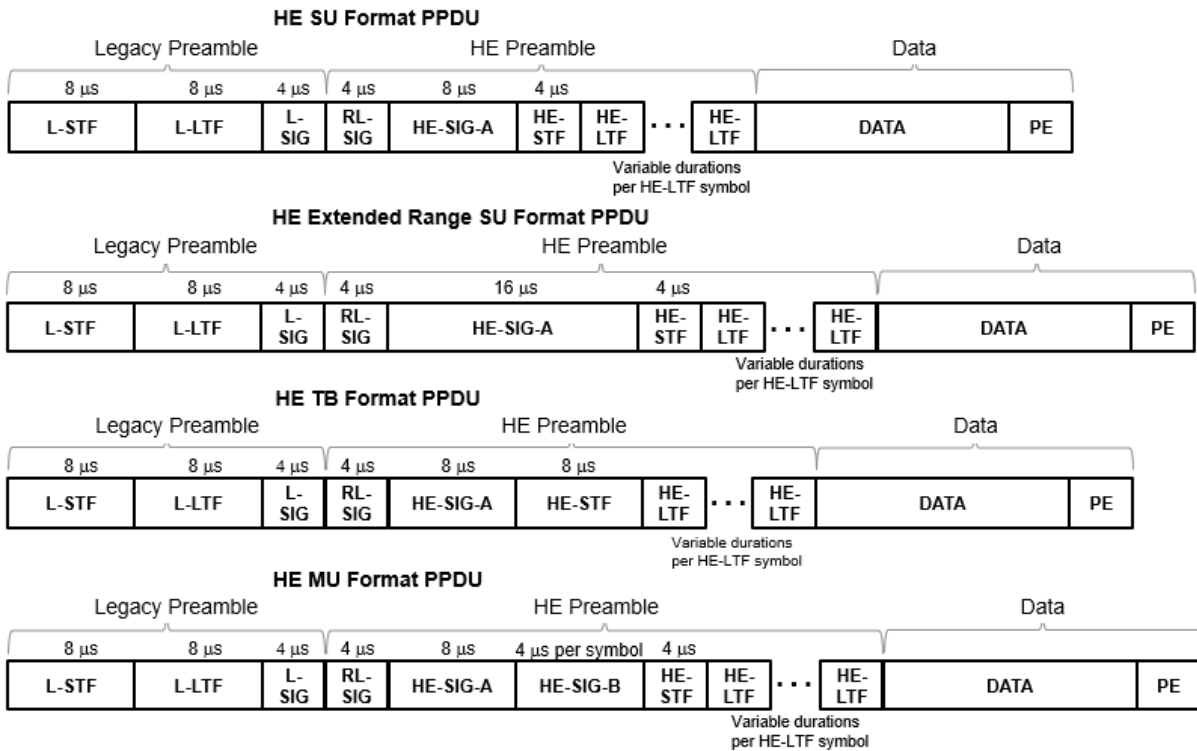 HE SU Format PPDU
Legacy Preamble HE Preamble Data
8 μs 8 μs 4 μs 4 μs 8 μs 4 μs
L-STF L-LTF L-SIG RL-SIG HE-SIG-A HE-STF HE-LTF ... HE-LTF DATA PE
Variable durations
per HE-LTF symbol
HE Extended Range SU Format PPDU
Legacy Preamble HE Preamble Data
8 μs 8 μs 4 μs 4 μs 16 μs 4 μs
L-STF L-LTF L-SIG RL-SIG HE-SIG-A HE-STF HE-LTF ... HE-LTF DATA PE
Variable durations
per HE-LTF symbol
HE TB Format PPDU
Legacy Preamble HE Preamble Data
8 μs 8 μs 4 μs 4 μs 8 μs 8 μs
L-STF L-LTF L-SIG RL-SIG HE-SIG-A HE-STF HE-LTF ... HE-LTF DATA PE
Variable durations
per HE-LTF symbol
HE MU Format PPDU
Legacy Preamble HE Preamble Data
8 μs 8 μs 4 μs 4 μs 8 μs 4 μs per symbol 4 μs
L-STF L-LTF L-SIG RL-SIG HE-SIG-A HE-SIG-B HE-STF HE-LTF ... HE-LTF DATA PE
Variable durations
per HE-LTF symbol